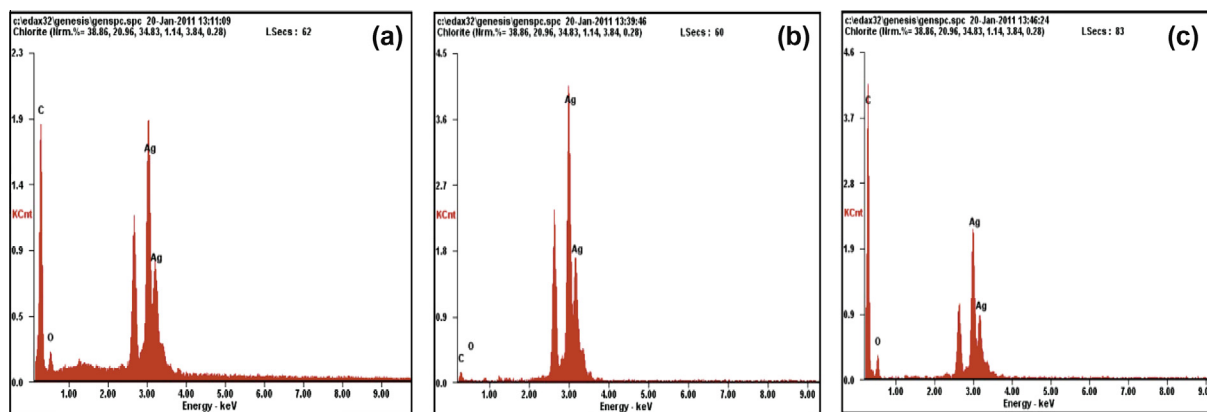 c:\edax32\genesis\genspc.spc 20-Jan-2011 13:11:09
Chlorite (Nrm.%= 38.86, 20.96, 34.83, 1.14, 3.84, 0.28) LSecs : 62
(a)
2.3
C
1.9
Ag
1.4
KCnt
0.9
Ag
0.5
O
0.0
1.00 2.00 3.00 4.00 5.00 6.00 7.00 8.00 9.00
Energy - keV
c:\edax32\genesis\genspc.spc 20-Jan-2011 13:39:46
Chlorite (Nrm.%= 38.86, 20.96, 34.83, 1.14, 3.84, 0.28) LSecs : 60
(b)
4.5
Ag
3.6
2.7
KCnt
1.8
Ag
0.9
O
C
0.0
1.00 2.00 3.00 4.00 5.00 6.00 7.00 8.00 9.00
Energy - keV
c:\edax32\genesis\genspc.spc 20-Jan-2011 13:46:24
Chlorite (Nrm.%= 38.86, 20.96, 34.83, 1.14, 3.84, 0.28) LSecs : 83
(c)
4.6
C
3.7
2.8
KCnt
Ag
1.9
Ag
0.9
O
0.0
1.00 2.00 3.00 4.00 5.00 6.00 7.00 8.00 9.0
Energy - keV